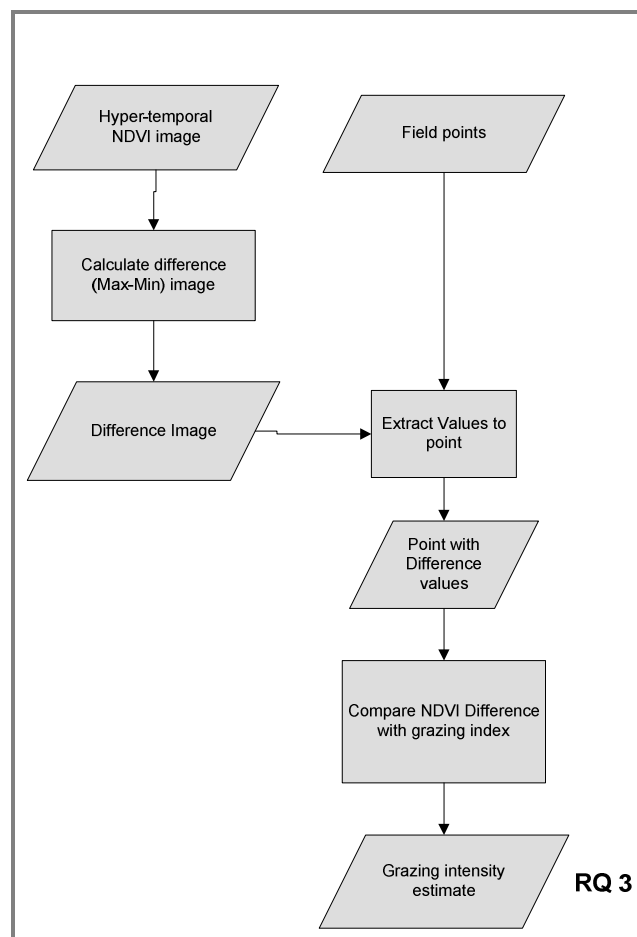 Hyper-temporal
NDVI image
Field points
Calculate difference
(Max-Min) image
Difference Image
Extract Values to
point
Point with
Difference
values
Compare NDVI Difference
with grazing index
Grazing intensity
estimate
RQ 3